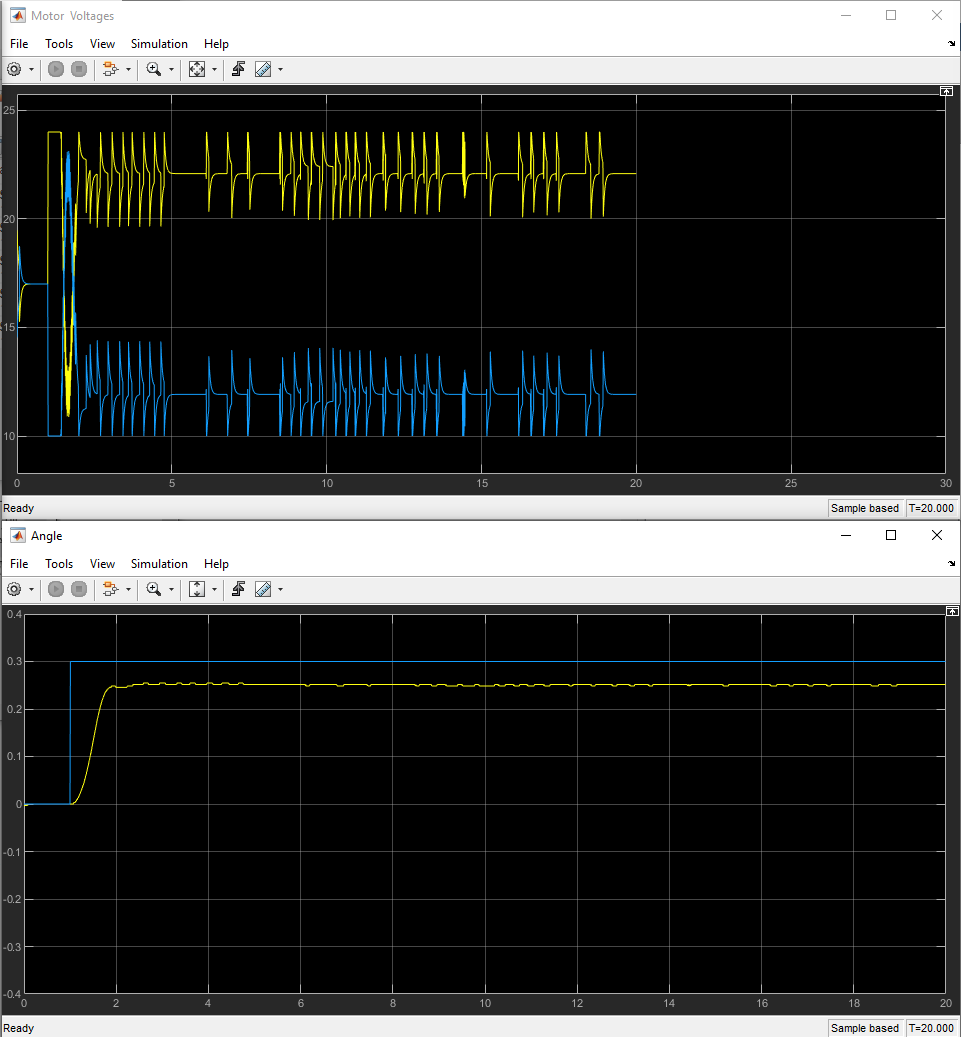 Motor Voltages
File Tools View Simulation Help
25
20
15
10
0 5 10 15 20 25 30
Ready Sample based T=20.000
Angle
File Tools View Simulation Help
0.4
0.3
0.2
0.1
0
-0.1
-0.2
-0.3
-0.4
0 2 4 6 8 10 12 14 16 18 20
Ready Sample based T=20.000